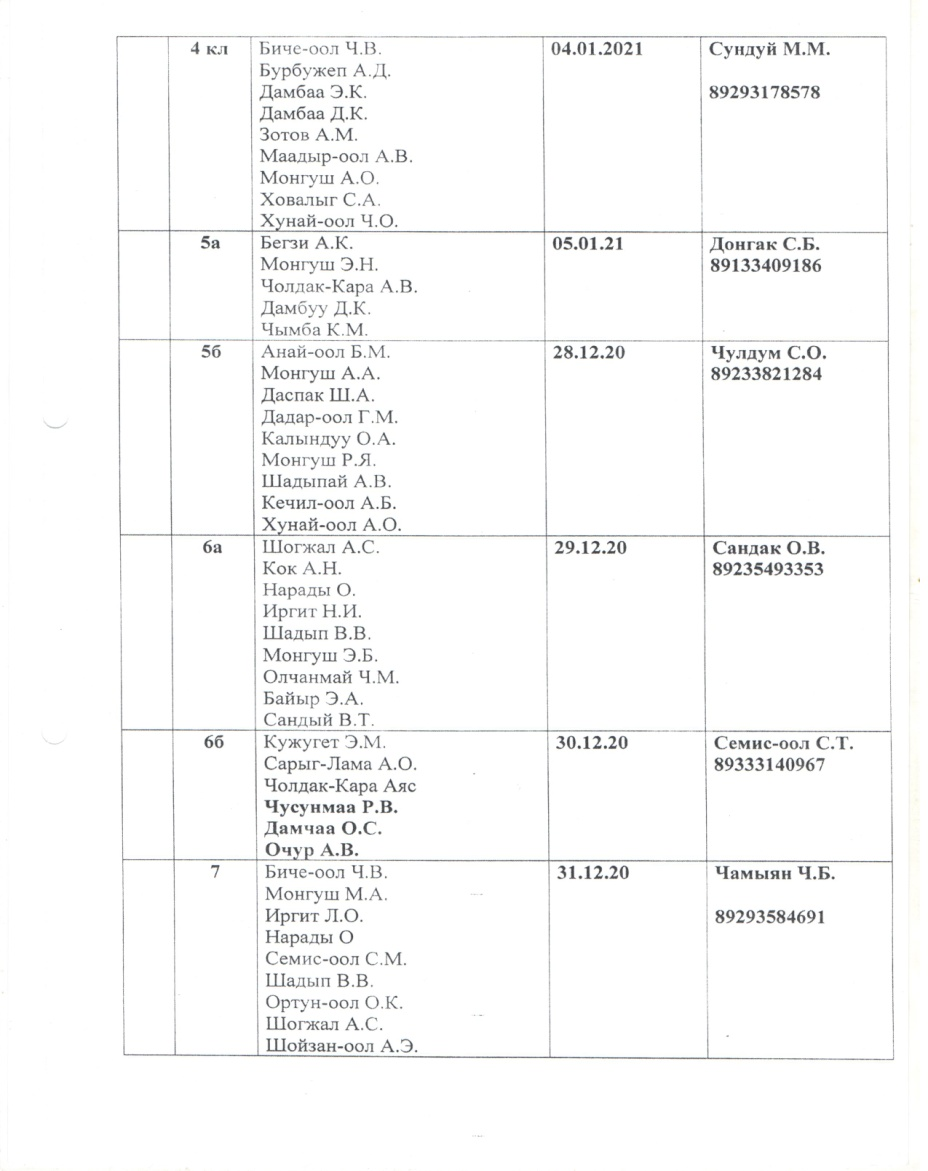 4 кл
Биче-оол Ч.В.
Бурбужеп А.Д.
Дамбаа Э.К.
Дамбаа Д.К.
Зотов А.М.
Маадыр-оол А.В.
Монгуш А.О.
Ховалыг С.А.
Хунай-оол Ч.О.
04.01.2021
Сундуй М.М.
89293178578
5а
Бегзи А.К.
Монгуш Э.Н.
Чолдак-Кара А.В.
Дамбуу Д.К.
Чымба К.М.
05.01.21
Донгак С.Б.
89133409186
5б
Анай-оол Б.М.
Монгуш А.А.
Даспак Ш.А.
Дадар-оол Г.М.
Калындуу О.А.
Монгуш Р.Я.
Шадыпай А.В.
Кечил-оол А.Б.
Хунай-оол А.О.
28.12.20
Чулдум С.О.
89233821284
6а
Шогжал А.С.
Кок А.Н.
Нарады О.
Иргит Н.И.
Шадып В.В.
Монгуш Э.Б.
Олчанмай Ч.М.
Байыр Э.А.
Сандый В.Т.
29.12.20
Сандак О.В.
89235493353
6б
Кужугет Э.М.
Сарыг-Лама А.О.
Чолдак-Кара Аяс
Чусунмаа Р.В.
Дамчаа О.С.
Очур А.В.
30.12.20
Семис-оол С.Т.
89333140967
7
Биче-оол Ч.В.
Монгуш М.А.
Иргит Л.О.
Нарады О
Семис-оол С.М.
Шадып В.В.
Ортун-оол О.К.
Шогжал А.С.
Шойзан-оол А.Э.
31.12.20
Чамыян Ч.Б.
89293584691